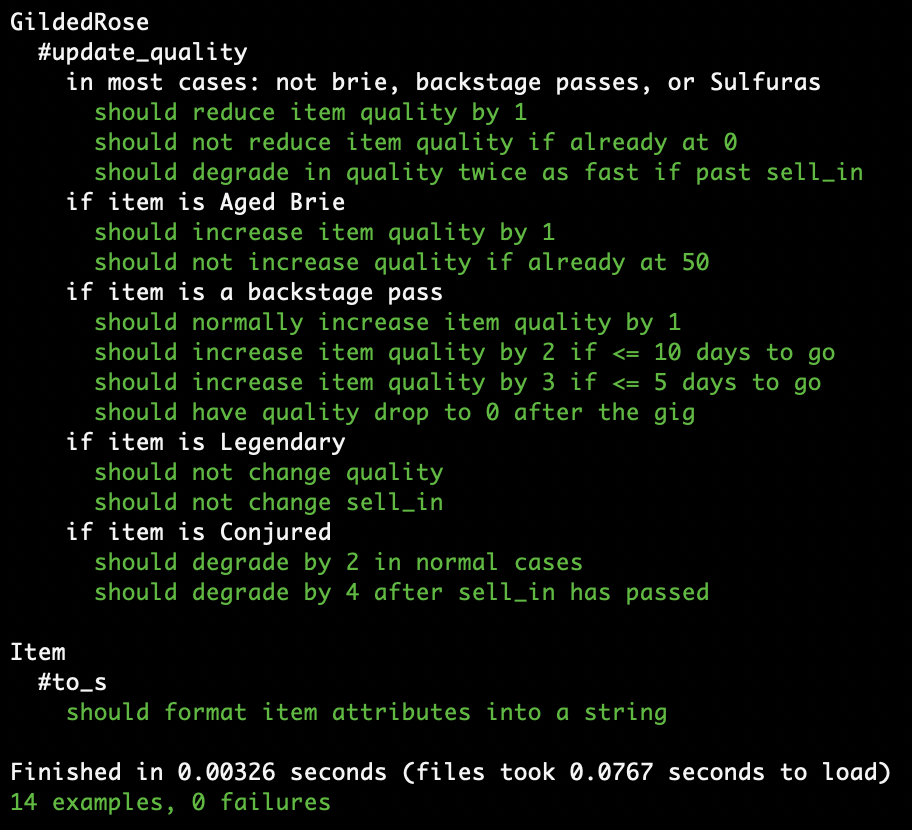 GildedRose
#update_quality
in most cases: not brie, backstage passes, or Sulfuras
should reduce item quality by 1
should not reduce item quality if already at 0
should degrade in quality twice as fast if past sell_in
if item is Aged Brie
should increase item quality by 1
should not increase quality if already at 50
if item is a backstage pass
should normally increase item quality by 1
should increase item quality by 2 if <= 10 days to go
should increase item quality by 3 if <= 5 days to go
should have quality drop to 0 after the gig
if item is Legendary
should not change quality
should not change sell_in
if item is Conjured
should degrade by 2 in normal cases
should degrade by 4 after sell_in has passed
Item
#to_s
should format item attributes into a string
Finished in 0.00326 seconds (files took 0.0767 seconds to load)
14 examples, 0 failures